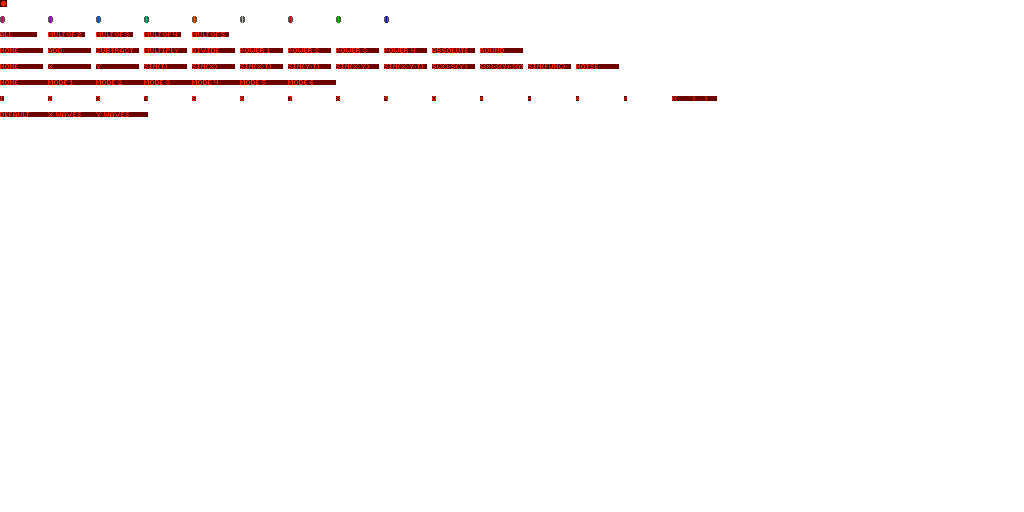 ALL MULT OF 2 MULT OF 3 MULT OF 4 MULT OF 5
NONE ADD SUBTRACT MULTIPLY DIVIDE POWER 1 POWER 2 POWER 3 POWER 4 ABSOLUTE ROUND
NONE X Y SIN(T) SIN(X) SIN(X-T) SIN(Y-T) SIN(X-Y) SIN(X-Y-T) SIN(FUNC) NOISE
NONE MODE 1 MODE 2 MODE 3 MODE 4 MODE 5 MODE 6
DEFAULT X WAVES Y WAVES